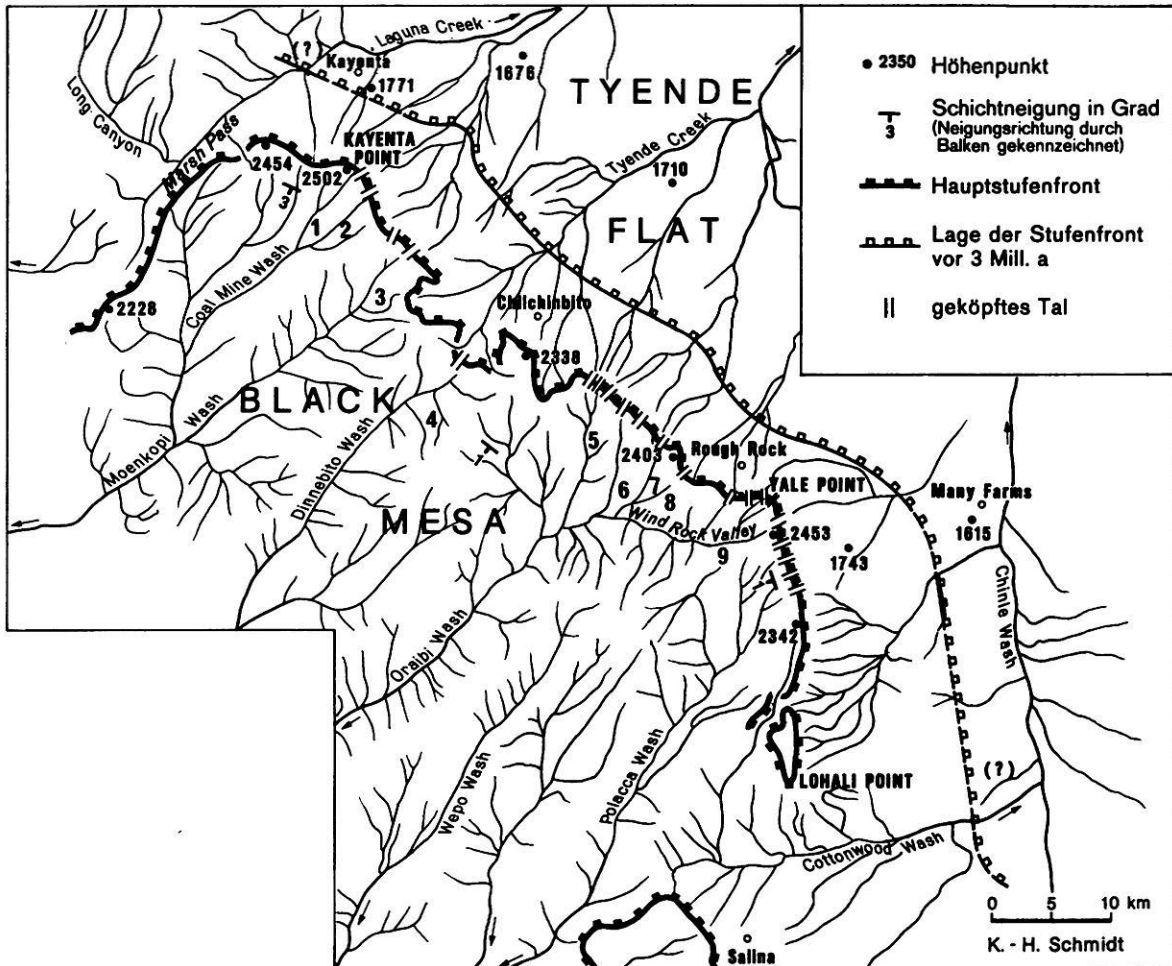 Laguna Creek
(?)
Kayenta
1771
1676
TYENDE
Long Canyon
Marsh Pass
KAYENTA
POINT
2454
2502
3
Tyende Creek
1710
FLAT
1
2
Coal Mine Wash
2228
3
Chilchinbito
2338
BLACK
Moenkopi Wash
Dinnebito Wash
4
5
2403
Rough Rock
MESA
6
7
8
YALE POINT
Many Farms
1615
Wind Rock Valley
2453
9
1743
1
Chinle Wash
2342
Oraibi Wash
Wepo Wash
Polacca Wash
LOHALI POINT
(?)
Cottonwood Wash
Salina
2350 Höhenpunkt
Schichtneigung in Grad
3 (Neigungsrichtung durch
Balken gekennzeichnet)
Hauptstufenfront
Lage der Stufenfront
vor 3 Mill. a
geköpftes Tal
0 5 10 km
K. - H. Schmidt